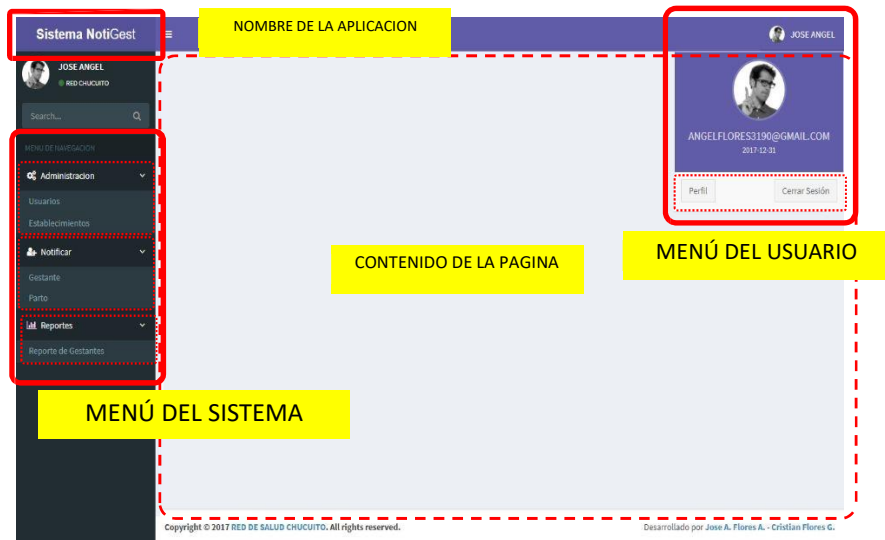 Sistema NotiGest
NOMBRE DE LA APLICACION
JOSE ANGEL
JOSE ANGEL
RED CHUCUITO
Search...
MENU DE NAVEGACION
Administracion
Usuarios
Establecimientos
Notificar
Gestante
Parto
Reportes
Reporte de Gestantes
ANGELFLORES3190@GMAIL.COM
2017-12-31
Perfil
Cerrar Sesión
MENÚ DEL USUARIO
CONTENIDO DE LA PAGINA
MENÚ DEL SISTEMA
Copyright © 2017 RED DE SALUD CHUCUITO. All rights reserved.
Desarrollado por Jose A. Flores A. - Cristian Flores G.